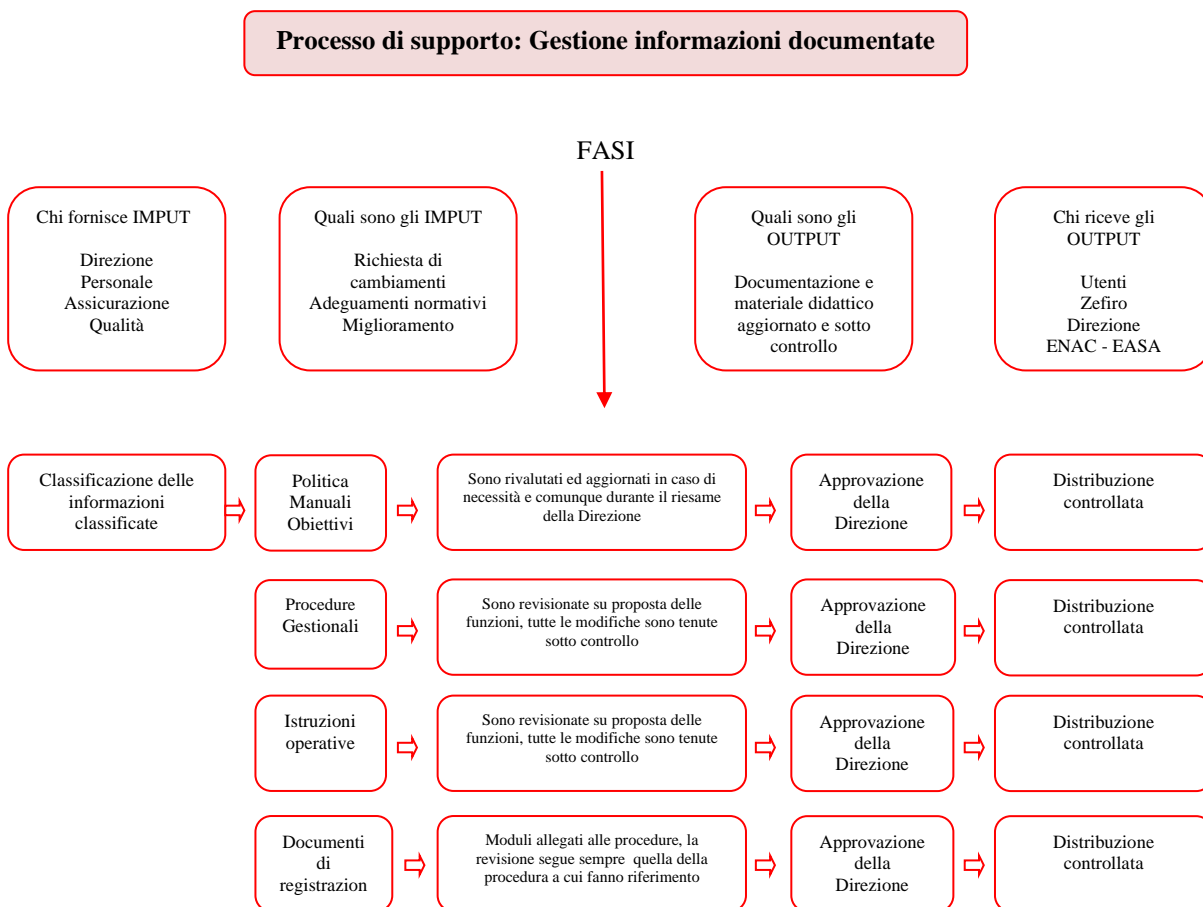 Processo di supporto: Gestione informazioni documentate
FASI
Chi fornisce IMPUT
Direzione
Personale
Assicurazione
Qualità
Quali sono gli IMPUT
Richiesta di
cambiamenti
Adeguamenti normativi
Miglioramento
Quali sono gli
OUTPUT
Documentazione e
materiale didattico
aggiornato e sotto
controllo
Chi riceve gli
OUTPUT
Utenti
Zefiro
Direzione
ENAC - EASA
Classificazione delle
informazioni
classificate
Politica
Manuali
Obiettivi
Sono rivalutati ed aggiornati in caso di
necessità e comunque durante il riesame
della Direzione
Approvazione
della
Direzione
Distribuzione
controllata
Procedure
Gestionali
Sono revisionate su proposta delle
funzioni, tutte le modifiche sono tenute
sotto controllo
Approvazione
della
Direzione
Distribuzione
controllata
Istruzioni
operative
Sono revisionate su proposta delle
funzioni, tutte le modifiche sono tenute
sotto controllo
Approvazione
della
Direzione
Distribuzione
controllata
Documenti
di
registrazion
Moduli allegati alle procedure, la
revisione segue sempre quella della
procedura a cui fanno riferimento
Approvazione
della
Direzione
Distribuzione
controllata